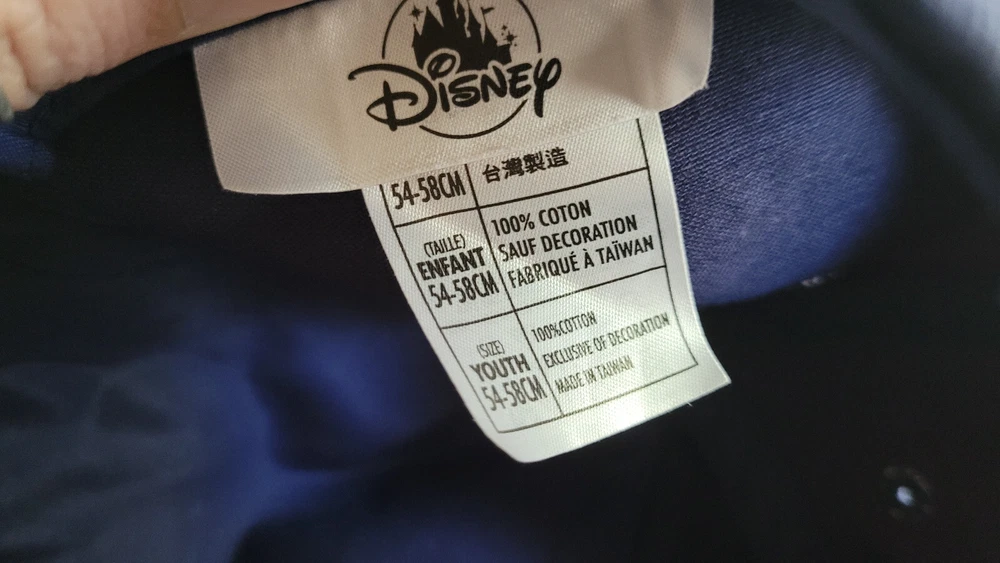 DISNEY
54-58CM
台灣製造
(TAILLE)
ENFANT
54-58CM
100% COTON
SAUF DECORATION
FABRIQUÉ À TAÏWAN
(SIZE)
YOUTH
54-58CM
100%COTTON
EXCLUSIVE OF DECORATION
MADE IN TAIWAN